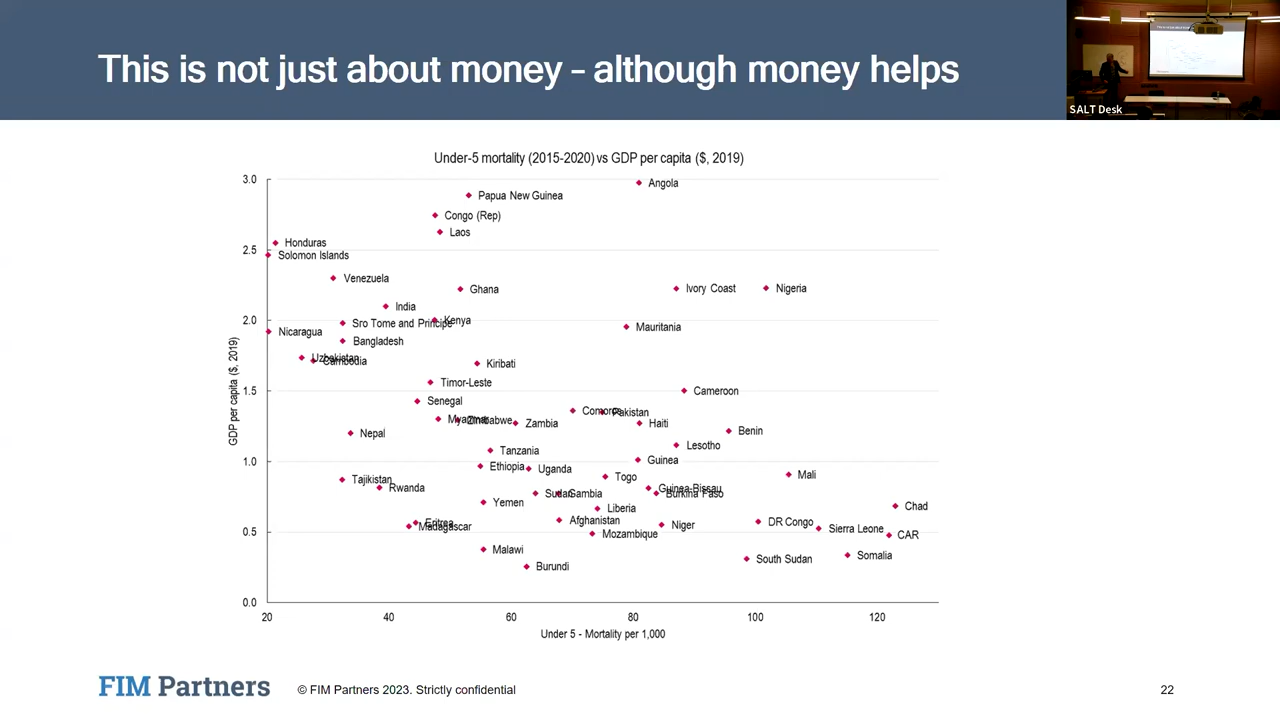 This is not just about money – although money helps
SALT Desk
Under-5 mortality (2015-2020) vs GDP per capita ($, 2019)
3.0
2.5
2.0
1.5
1.0
0.5
0.0
GDP per capita ($, 2019)
Angola
Papua New Guinea
Congo (Rep)
Laos
Honduras
Solomon Islands
Venezuela
Ghana
Ivory Coast
Nigeria
India
Sro Tome and Principe
Kenya
Mauritania
Nicaragua
Bangladesh
Uzbekistan
Cambodia
Kiribati
Timor-Leste
Cameroon
Senegal
Comoros
Pakistan
Myanmar
Zimbabwe
Zambia
Haiti
Nepal
Benin
Lesotho
Tanzania
Guinea
Ethiopia
Uganda
Togo
Mali
Tajikistan
Rwanda
Guinea-Bissau
Burkina Faso
Sudan
Gambia
Yemen
Liberia
Chad
Afghanistan
Niger
DR Congo
Sierra Leone
Eritrea
Madagascar
Mozambique
CAR
Malawi
South Sudan
Somalia
Burundi
20 40 60 80 100 120
Under 5 - Mortality per 1,000
FIM Partners
© FIM Partners 2023. Strictly confidential
22